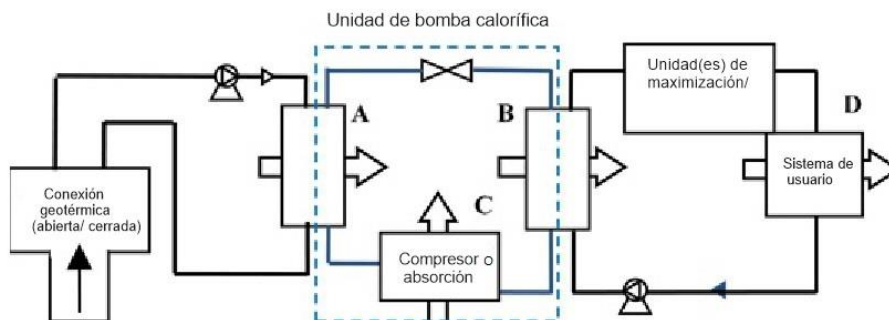 Unidad de bomba calorífica
Unidad(es) de
maximización/
A
B
D
Conexión
geotérmica
(abierta/ cerrada)
Sistema de
usuario
C
Compresor o
absorción